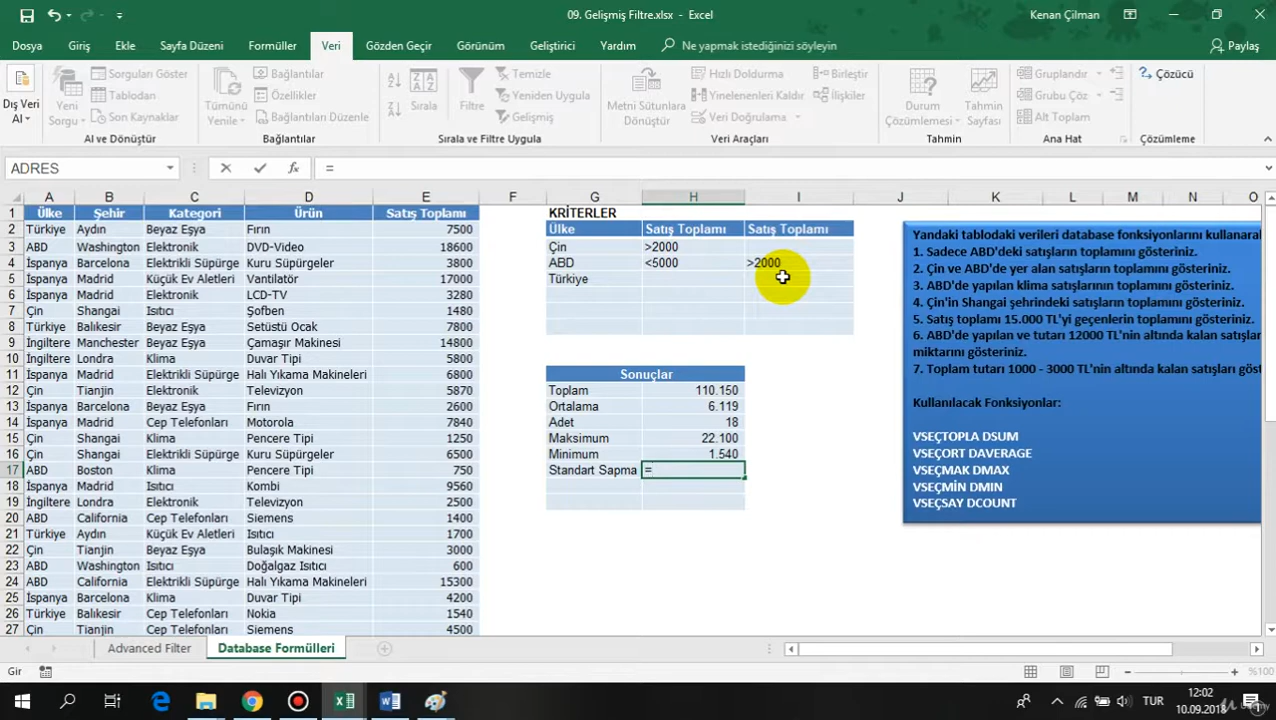 09. Gelişmiş Filtre.xlsx - Excel
Kenan Çilman
Dosya Giriş Ekle Sayfa Düzeni Formüller Veri Gözden Geçir Görünüm Geliştirici Yardım Ne yapmak istediğinizi söyleyin Paylaş
Dış Veri Al
Yeni Sorgu
Sorguları Göster
Tablodan
Son Kaynaklar
Al ve Dönüştür
Tümünü Yenile
Bağlantılar
Özellikler
Bağlantıları Düzenle
Bağlantılar
Sırala
Filtre
Temizle
Yeniden Uygula
Gelişmiş
Sırala ve Filtre Uygula
Metni Sütunlara Dönüştür
Hızlı Doldurma
Yinelenenleri Kaldır
Veri Doğrulama
Birleştir
İlişkiler
Veri Araçları
Durum Çözümlemesi
Tahmin Sayfası
Tahmin
Gruplandır
Grubu Çöz
Alt Toplam
Ana Hat
Çözücü
Çözümleme
ADRES
fx
=
A B C D E F G H I J K L M N O
1 Ülke Şehir Kategori Ürün Satış Toplamı KRİTERLER
2 Türkiye Aydın Beyaz Eşya Fırın 7500 Ülke Satış Toplamı Satış Toplamı
3 ABD Washington Elektronik DVD-Video 18600 Çin >2000
4 İspanya Barcelona Elektrikli Süpürge Kuru Süpürgeler 3800 ABD <5000 >2000
5 İspanya Madrid Küçük Ev Aletleri Vantilatör 17000 Türkiye
6 İspanya Madrid Elektronik LCD-TV 3280
7 Çin Shangai Isıtıcı Şofben 1480
8 Türkiye Balıkesir Beyaz Eşya Setüstü Ocak 7800
9 İngiltere Manchester Beyaz Eşya Çamaşır Makinesi 14800
10 İngiltere Londra Klima Duvar Tipi 5800
11 İspanya Madrid Elektrikli Süpürge Halı Yıkama Makineleri 6800 Sonuçlar
12 Çin Tianjin Elektronik Televizyon 5870 Toplam 110.150
13 İspanya Barcelona Beyaz Eşya Fırın 2600 Ortalama 6.119
14 İspanya Madrid Cep Telefonları Motorola 7840 Adet 18
15 Çin Shangai Klima Pencere Tipi 1250 Maksimum 22.100
16 Çin Shangai Elektrikli Süpürge Kuru Süpürgeler 6500 Minimum 1.540
17 ABD Boston Klima Pencere Tipi 750 Standart Sapma =
18 İspanya Madrid Isıtıcı Kombi 9560
19 İngiltere Londra Elektronik Televizyon 2500
20 ABD California Cep Telefonları Siemens 1400
21 Türkiye Aydın Küçük Ev Aletleri Isıtıcı 1700
22 Çin Tianjin Beyaz Eşya Bulaşık Makinesi 3000
23 ABD Washington Isıtıcı Doğalgaz Isıtıcı 600
24 ABD California Elektrikli Süpürge Halı Yıkama Makineleri 15300
25 İspanya Barcelona Klima Duvar Tipi 4200
26 Türkiye Balıkesir Cep Telefonları Nokia 1540
27 Çin Tianjin Cep Telefonları Siemens 4500
Yandaki tablodaki verileri database fonksiyonlarını kullanaral
1. Sadece ABD'deki satışların toplamını gösteriniz.
2. Çin ve ABD'de yer alan satışların toplamını gösteriniz.
3. ABD'de yapılan klima satışlarının toplamını gösteriniz.
4. Çin'in Shangai şehrindeki satışların toplamını gösteriniz.
5. Satış toplamı 15.000 TL'yi geçenlerin toplamını gösteriniz.
6. ABD'de yapılan ve tutarı 12000 TL'nin altında kalan satışlar
miktarını gösteriniz.
7. Toplam tutarı 1000 - 3000 TL'nin altında kalan satışları göst
Kullanılacak Fonksiyonlar:
VSEÇTOPLA DSUM
VSEÇORT DAVERAGE
VSEÇMAK DMAX
VSEÇMİN DMIN
VSEÇSAY DCOUNT
Advanced Filter Database Formülleri
Gir
%100
TUR
12:02
10.09.2018